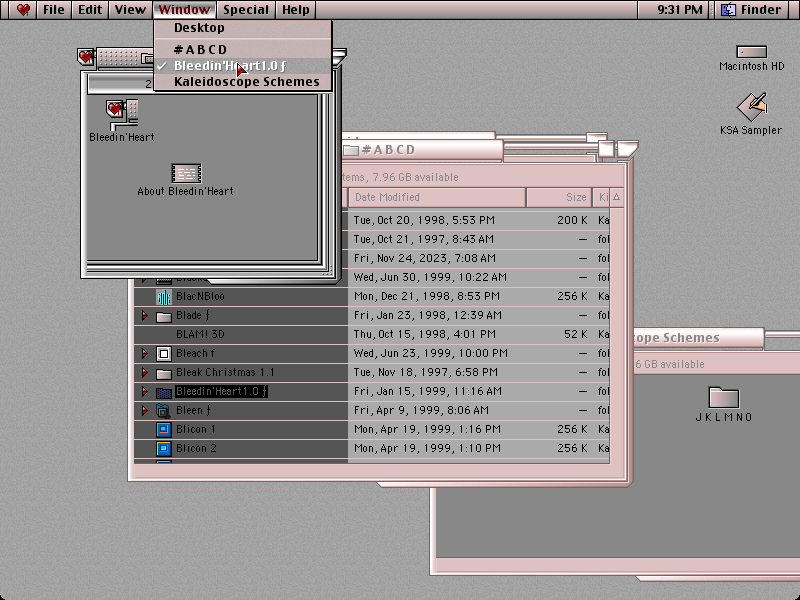 File Edit View Window Special Help 9:31 PM Finder
Desktop
#ABCD
✓ Bleedin'Heart1.0 ƒ
Kaleidoscope Schemes
2
Bleedin'Heart
About Bleedin'Heart
Macintosh HD
KSA Sampler
#ABCD
tems, 7.96 GB available
Date Modified Size Ki
Tue, Oct 20, 1998, 5:53 PM 200 K Ka
Tue, Oct 21, 1997, 8:43 AM — fol
Fri, Nov 24, 2023, 7:08 AM — fol
Wed, Jun 30, 1999, 10:22 AM — fol
BlacNBloo Mon, Dec 21, 1998, 8:53 PM 256 K Ka
Blade ƒ Fri, Jan 23, 1998, 12:39 AM — fol
BLAM! 3D Thu, Oct 15, 1998, 4:01 PM 52 K Ka
Bleach f Wed, Jun 23, 1999, 10:00 PM — fol
Bleak Christmas 1.1 Tue, Nov 18, 1997, 6:58 PM — fol
Bleedin'Heart1.0 ƒ Fri, Jan 15, 1999, 11:16 AM — fol
Bleen ƒ Fri, Apr 9, 1999, 8:06 AM — fol
Blicon 1 Mon, Apr 19, 1999, 1:16 PM 256 K Ka
Blicon 2 Mon, Apr 19, 1999, 1:10 PM 256 K Ka
cope Schemes
6 GB available
JKLMNO